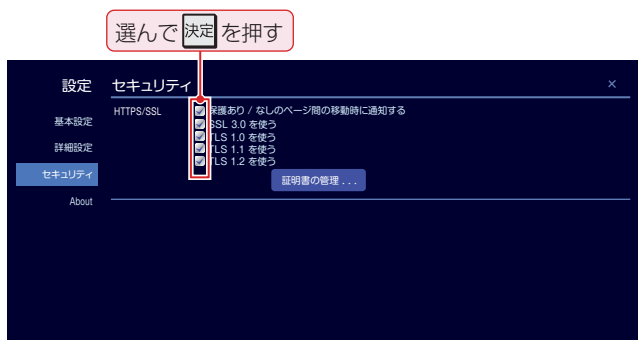 選んで 決定 を押す
設定 セキュリティ ×
HTTPS/SSL 保護あり / なしのページ間の移動時に通知する
基本設定 SSL 3.0 を使う
TLS 1.0 を使う
詳細設定 TLS 1.1 を使う
TLS 1.2 を使う
セキュリティ 証明書の管理 . . .
About